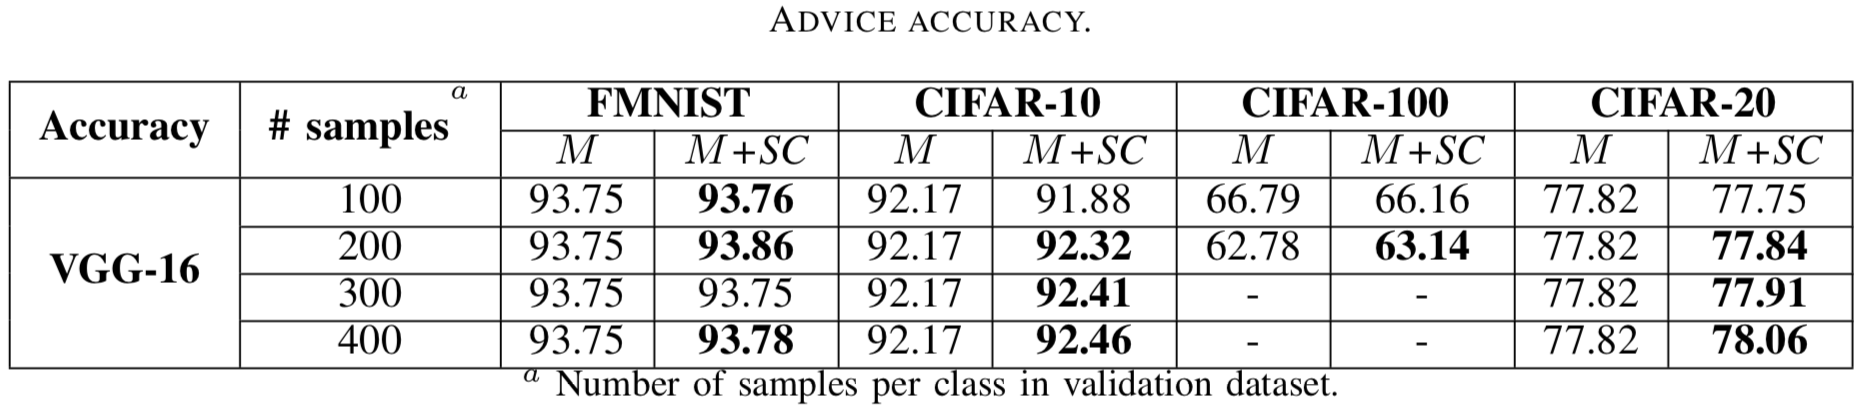 ADVICE ACCURACY.
Accuracy # samples a FMNIST CIFAR-10 CIFAR-100 CIFAR-20
M M+SC M M+SC M M+SC M M+SC
VGG-16
100 93.75 93.76 92.17 91.88 66.79 66.16 77.82 77.75
200 93.75 93.86 92.17 92.32 62.78 63.14 77.82 77.84
300 93.75 93.75 92.17 92.41 - - 77.82 77.91
400 93.75 93.78 92.17 92.46 - - 77.82 78.06
a Number of samples per class in validation dataset.